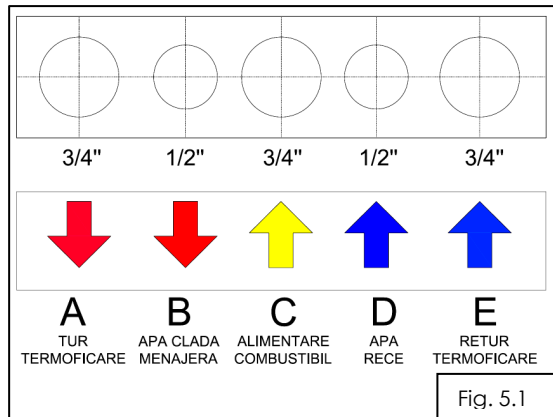 3/4" 1/2" 3/4" 1/2" 3/4"
A B C D E
TUR APA CLADA ALIMENTARE APA RETUR
TERMOFICARE MENAJERA COMBUSTIBIL RECE TERMOFICARE
Fig. 5.1